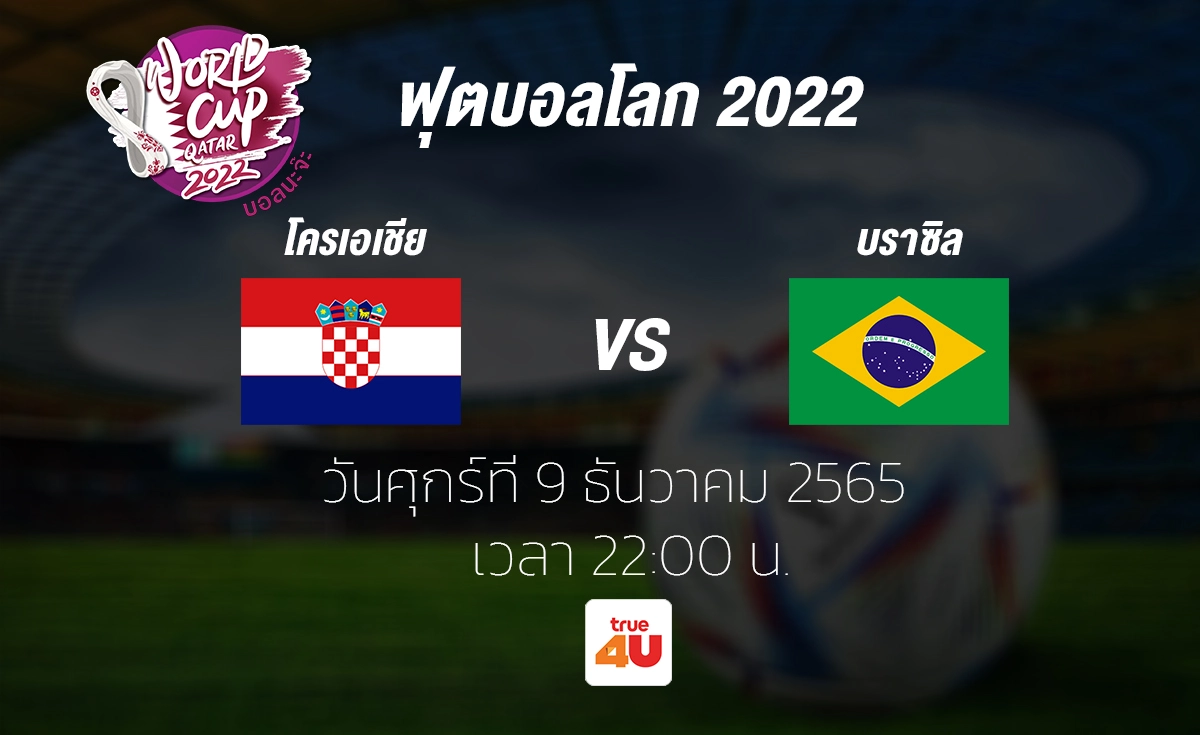 WORLD
CUP
QATAR
2022
บอลนะจ๊ะ
ฟุตบอลโลก 2022
โครเอเชีย
บราซิล
VS
ORDEM E PROGRESSO
วันศุกร์ที่ 9 ธันวาคม 2565
เวลา 22:00 น.
true
4U